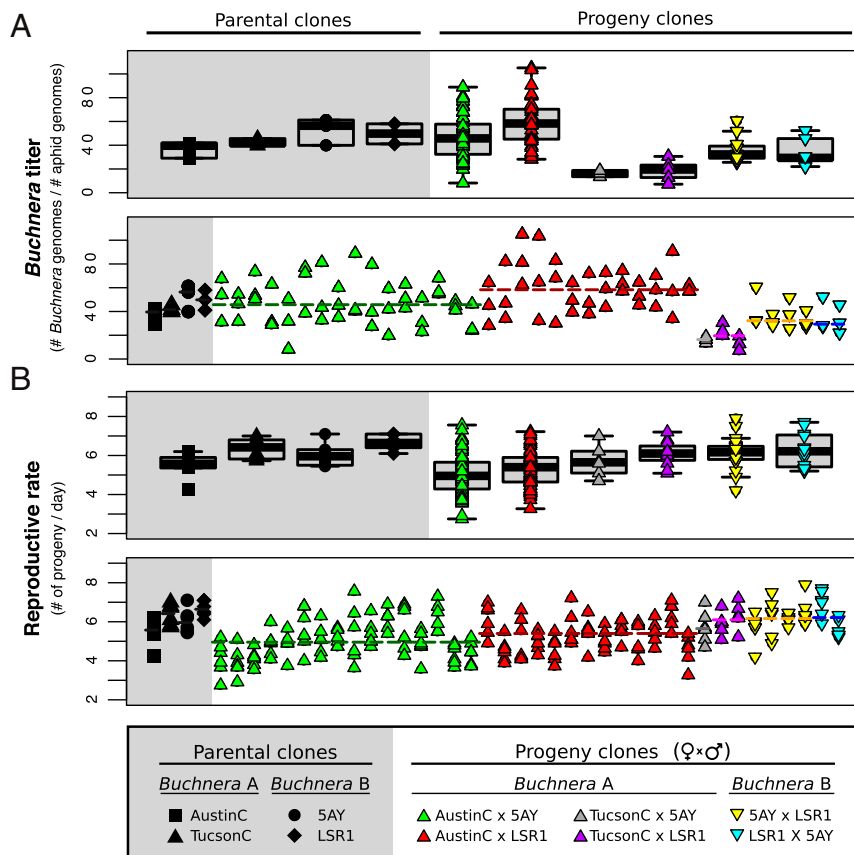 A
Parental clones
Progeny clones
Buchnera titer
(# Buchnera genomes / # aphid genomes)
80
40
0
80
40
0
B
Reproductive rate
(# of progeny / day)
8
6
4
2
8
6
4
2
Parental clones
Buchnera A
Buchnera B
AustinC
5AY
TucsonC
LSR1
Progeny clones (♀×♂)
Buchnera A
Buchnera B
AustinC x 5AY
TucsonC x 5AY
5AY x LSR1
AustinC x LSR1
TucsonC x LSR1
LSR1 X 5AY